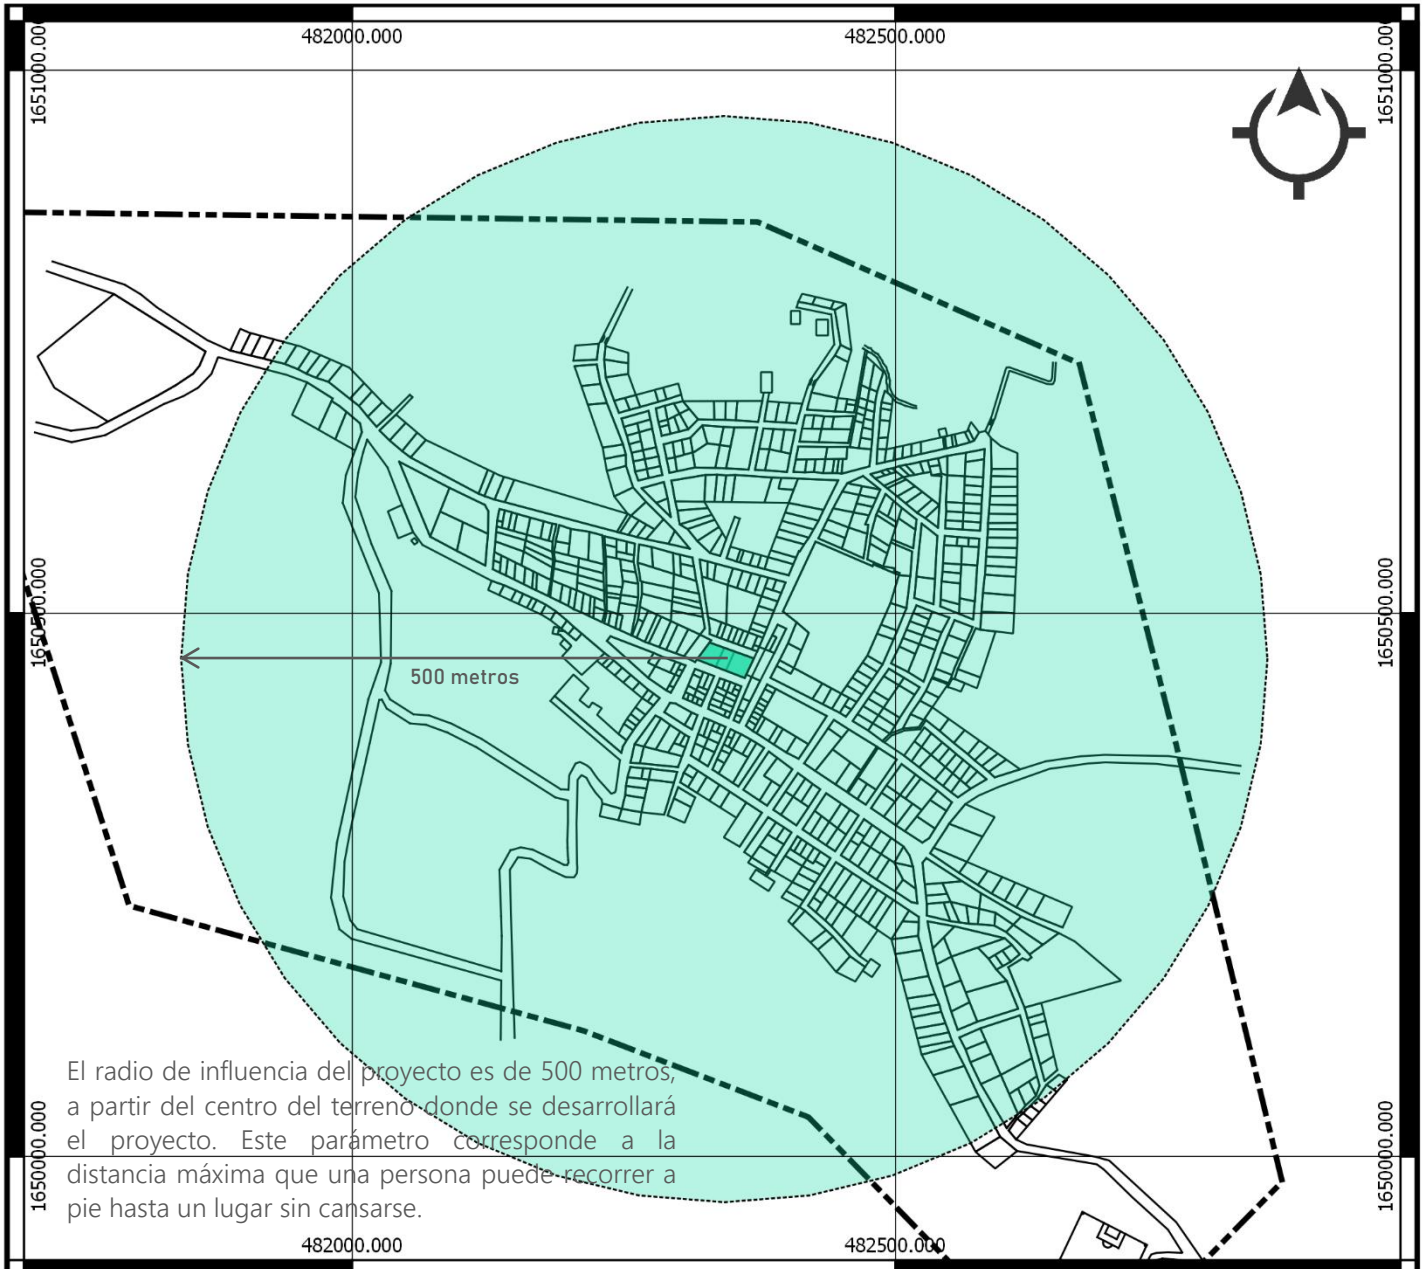 482000.000
482500.000
1651000.00
1651000.00
1650500.000
1650500.000
500 metros
El radio de influencia del proyecto es de 500 metros,
a partir del centro del terreno donde se desarrollará
el proyecto. Este parámetro corresponde a la
distancia máxima que una persona puede recorrer a
pie hasta un lugar sin cansarse.
1650000.000
1650000.000
482000.000
482500.000